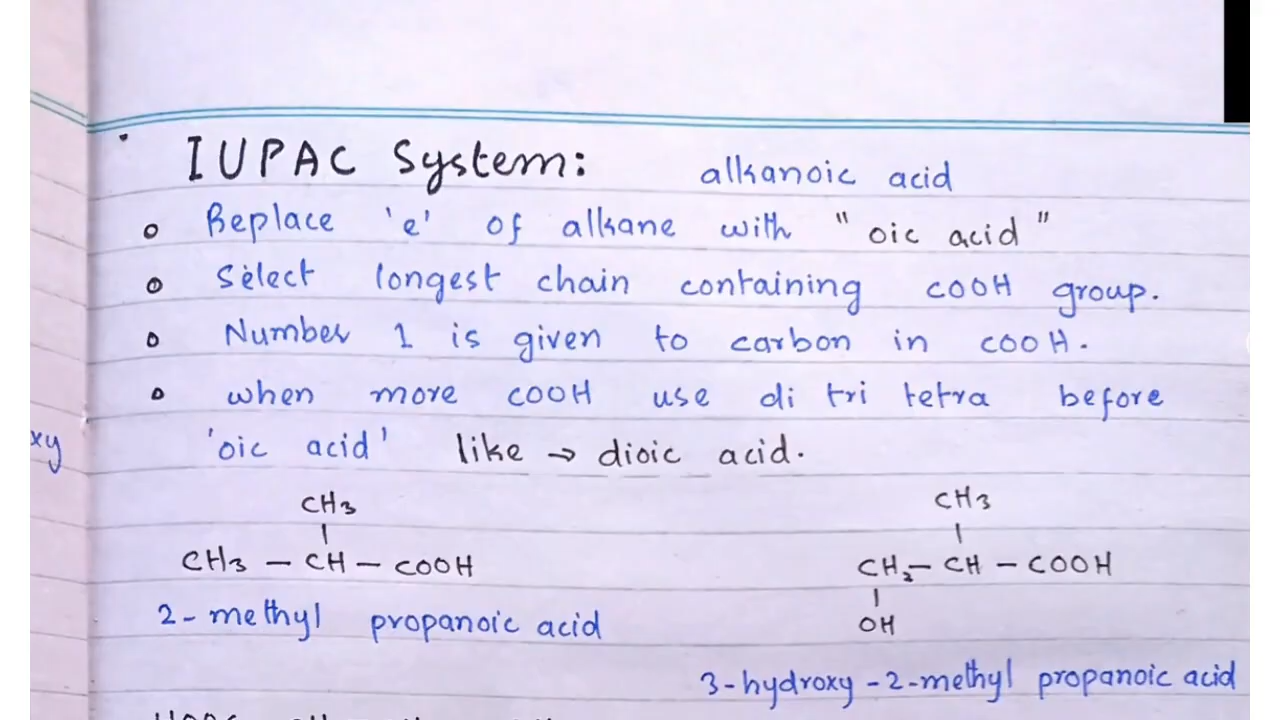 IUPAC System: alkanoic acid
Replace 'e' of alkane with "oic acid"
Select longest chain containing COOH group.
Number 1 is given to carbon in COOH.
when more COOH use di tri tetra before
xy
'oic acid' like → dioic acid.
CH3 CH3
CH3 – CH – COOH CH2 – CH – COOH
OH
2-methyl propanoic acid
3-hydroxy-2-methyl propanoic acid